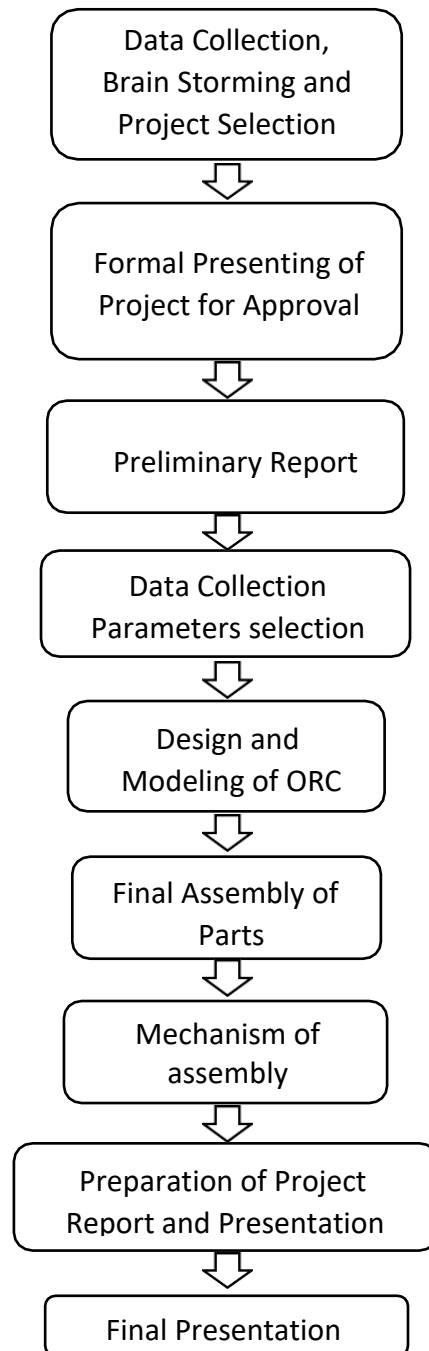 Data Collection,
Brain Storming and
Project Selection
Formal Presenting of
Project for Approval
Preliminary Report
Data Collection
Parameters selection
Design and
Modeling of ORC
Final Assembly of
Parts
Mechanism of
assembly
Preparation of Project
Report and Presentation
Final Presentation